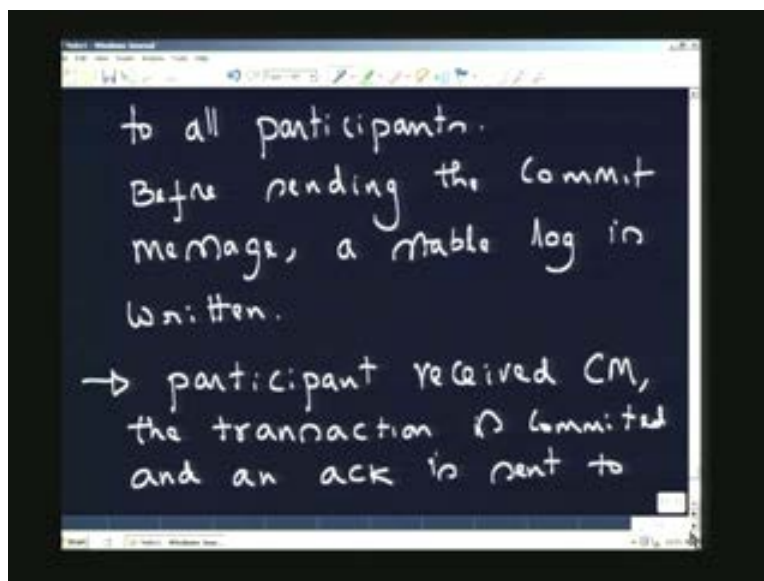 to all participants.
Before sending the Commit
message, a stable log is
written.
→ participant received CM,
the transaction is Commited
and an ack is sent to